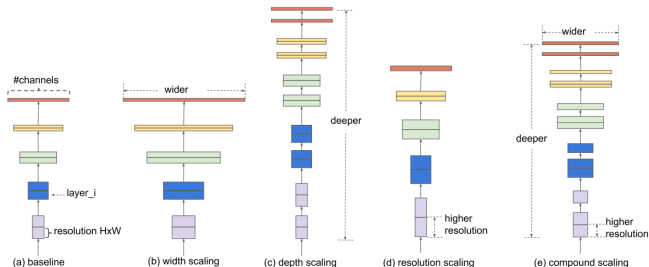 #channels
layer_i
resolution HxW
(a) baseline
wider
(b) width scaling
deeper
(c) depth scaling
higher
resolution
(d) resolution scaling
wider
deeper
higher
resolution
(e) compound scaling